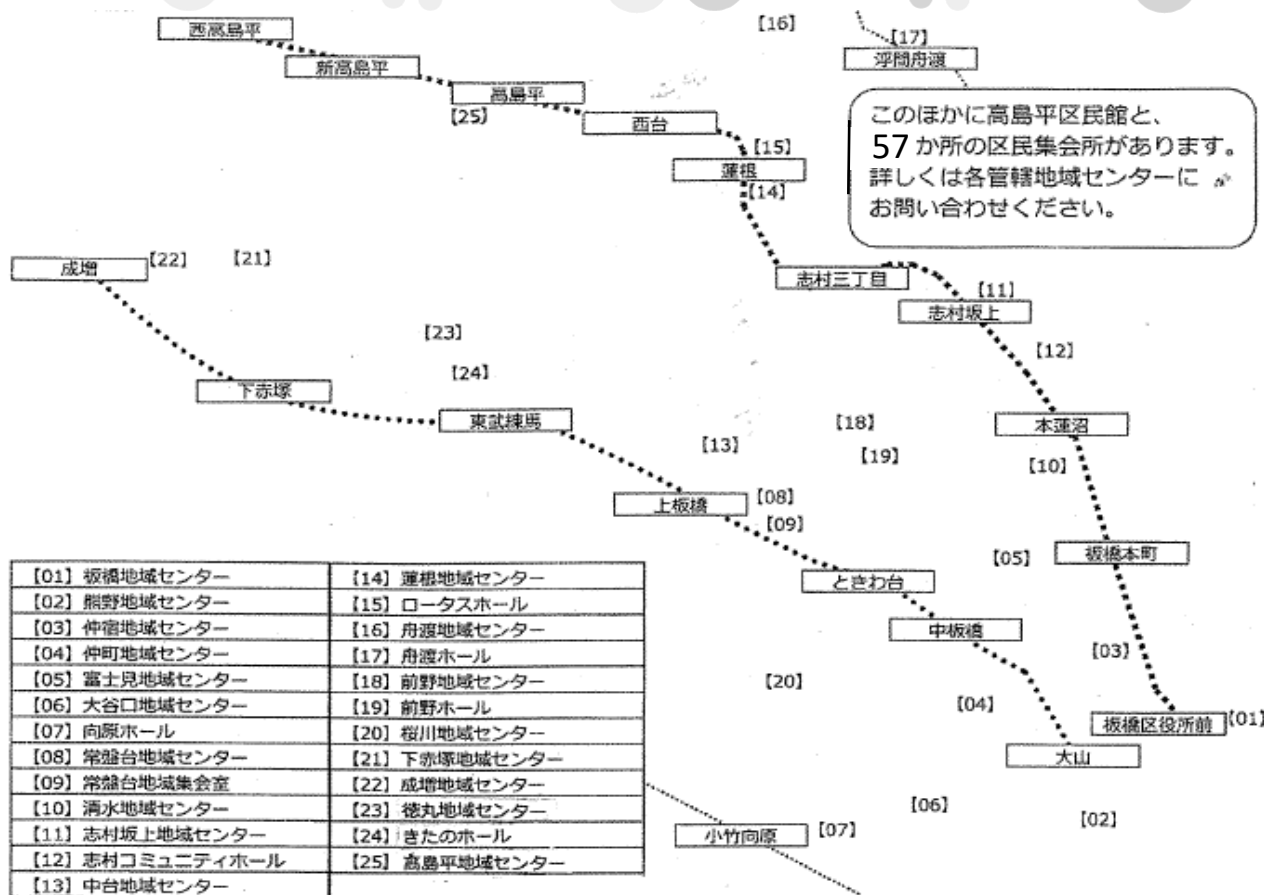 【16】
【17】
西高島平
新高島平
高島平
西台
浮間舟渡
【25】
【15】
蓮根
【14】
このほかに高島平区民館と、
57か所の区民集会所があります。
詳しくは各管轄地域センターに
お問い合わせください。
成増
【22】
【21】
志村三丁目
【11】
志村坂上
【23】
【12】
【24】
下赤塚
東武練馬
【18】
本蓮沼
【13】
【19】
【10】
上板橋
【08】
【09】
【05】
板橋本町
ときわ台
中板橋
【03】
【20】
【04】
板橋区役所前
【01】
大山
【06】
【02】
小竹向原
【07】
【01】板橋地域センター
【02】熊野地域センター
【03】仲宿地域センター
【04】仲町地域センター
【05】富士見地域センター
【06】大谷口地域センター
【07】向原ホール
【08】常盤台地域センター
【09】常盤台地域集会室
【10】清水地域センター
【11】志村坂上地域センター
【12】志村コミュニティホール
【13】中台地域センター
【14】蓮根地域センター
【15】ロータスホール
【16】舟渡地域センター
【17】舟渡ホール
【18】前野地域センター
【19】前野ホール
【20】桜川地域センター
【21】下赤塚地域センター
【22】成増地域センター
【23】徳丸地域センター
【24】きたのホール
【25】高島平地域センター